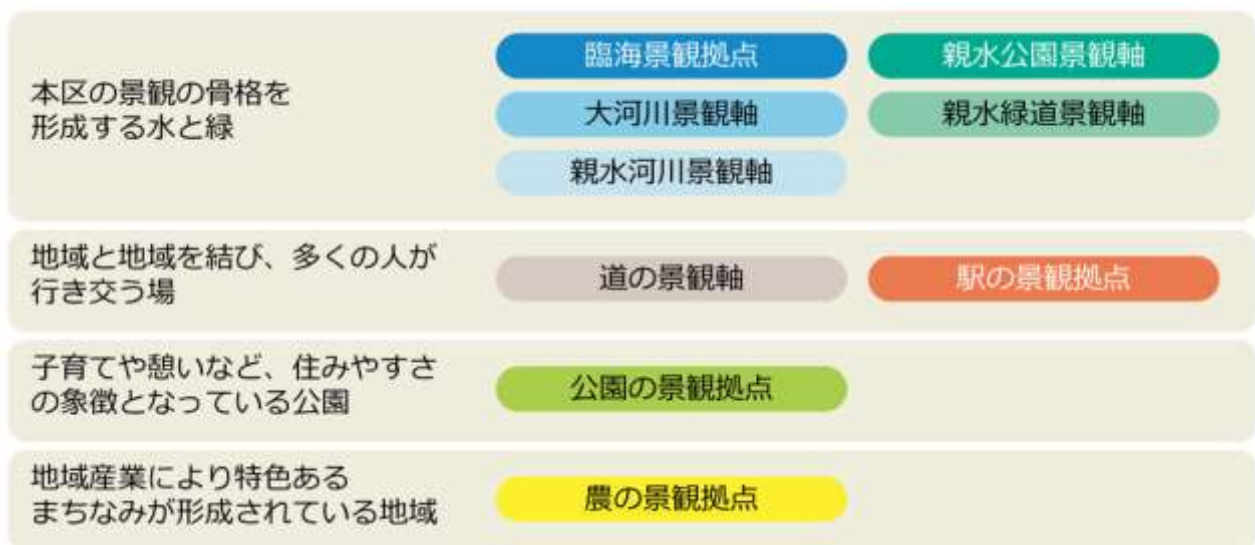 本区の景観の骨格を
形成する水と緑
臨海景観拠点
親水公園景観軸
大河川景観軸
親水緑道景観軸
親水河川景観軸
地域と地域を結び、多くの人が
行き交う場
道の景観軸
駅の景観拠点
子育てや憩いなど、住みやすさ
の象徴となっている公園
公園の景観拠点
地域産業により特色ある
まちなみが形成されている地域
農の景観拠点